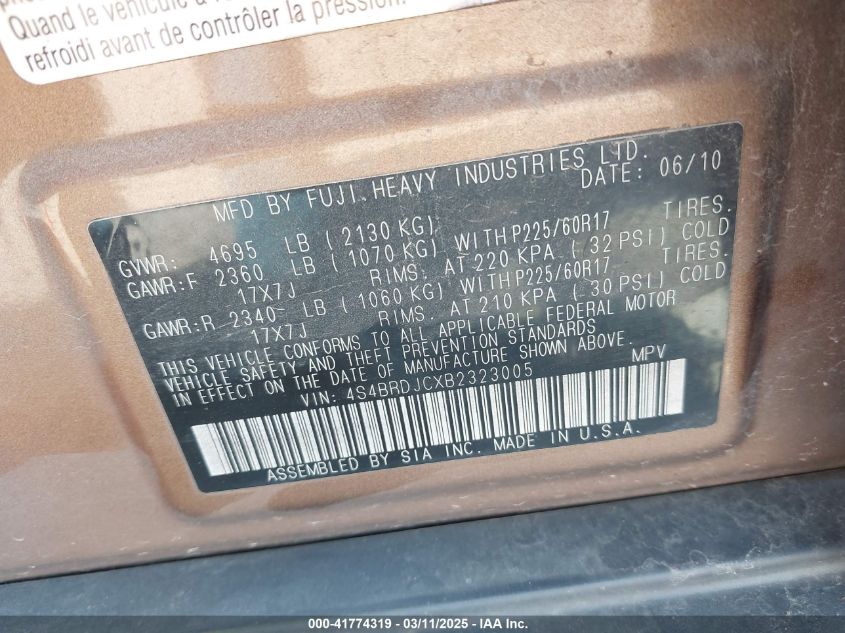 Quand le véhicule a
refroidi avant de contrôler la pression.
MFD BY FUJI HEAVY INDUSTRIES LTD.
DATE: 06/10
GVWR: 4695 LB (2130 KG)
GAWR:F 2360 LB (1070 KG) WITH P225/60R17 TIRES.
17X7J RIMS. AT 220 KPA (32 PSI) COLD
GAWR:R 2340 LB (1060 KG) WITH P225/60R17 TIRES.
17X7J RIMS. AT 210 KPA (30 PSI) COLD
THIS VEHICLE CONFORMS TO ALL APPLICABLE FEDERAL MOTOR
VEHICLE SAFETY AND THEFT PREVENTION STANDARDS
IN EFFECT ON THE DATE OF MANUFACTURE SHOWN ABOVE.
VIN: 4S4BRDJCXB2323005 MPV
ASSEMBLED BY SIA INC. MADE IN U.S.A.
000-41774319 - 03/11/2025 - IAA Inc.